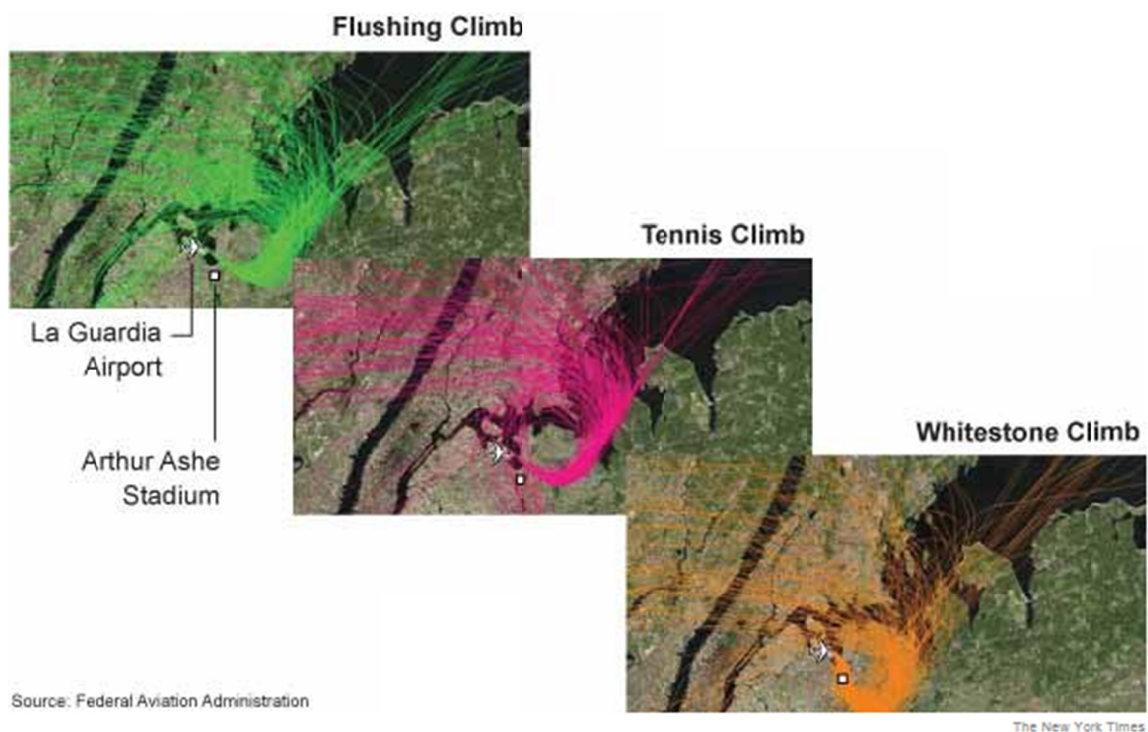 Flushing Climb
Tennis Climb
La Guardia
Airport
Whitestone Climb
Arthur Ashe
Stadium
Source: Federal Aviation Administration
The New York Times